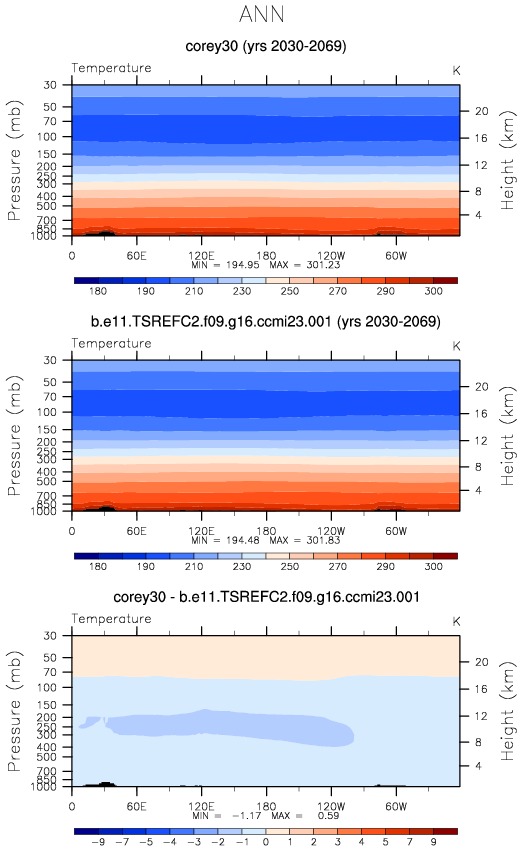 ANN
corey30 (yrs 2030-2069)
Temperature K
30
50
70
100
150
200
250
300
400
500
700
850
1000
Pressure (mb)
20
16
12
8
4
Height (km)
0 60E 120E 180 120W 60W
MIN = 194.95 MAX = 301.23
180 190 210 230 240 250 270 290 300
b.e11.TSREFC2.f09.g16.ccmi23.001 (yrs 2030-2069)
Temperature K
30
50
70
100
150
200
250
300
400
500
700
850
1000
Pressure (mb)
20
16
12
8
4
Height (km)
0 60E 120E 180 120W 60W
MIN = 194.48 MAX = 301.83
180 190 210 230 240 250 270 290 300
corey30 - b.e11.TSREFC2.f09.g16.ccmi23.001
Temperature K
30
50
70
100
150
200
250
300
400
500
700
850
1000
Pressure (mb)
20
16
12
8
4
Height (km)
0 60E 120E 180 120W 60W
MIN = -1.17 MAX = 0.59
-9 -7 -5 -4 -3 -2 -1 0 1 2 3 4 5 7 9